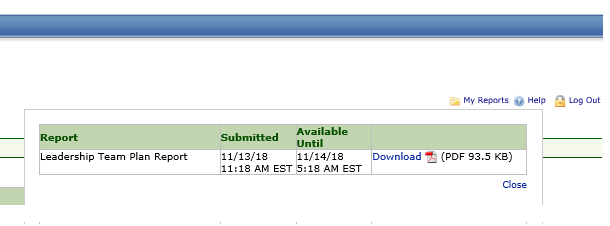 My Reports Help Log Out
Report Submitted Available Until
Leadership Team Plan Report 11/13/18 11:18 AM EST 11/14/18 5:18 AM EST Download (PDF 93.5 KB)
Close